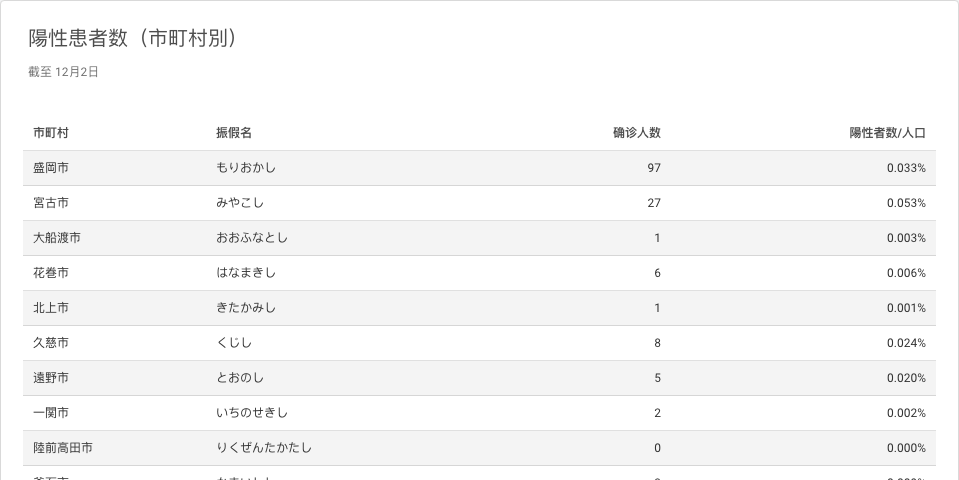 陽性患者数（市町村別）
截至 12月2日
市町村 振假名 确诊人数 陽性者数/人口
盛岡市 もりおかし 97 0.033%
宮古市 みやこし 27 0.053%
大船渡市 おおふなとし 1 0.003%
花巻市 はなまきし 6 0.006%
北上市 きたかみし 1 0.001%
久慈市 くじし 8 0.024%
遠野市 とおのし 5 0.020%
一関市 いちのせきし 2 0.002%
陸前高田市 りくぜんたかたし 0 0.000%